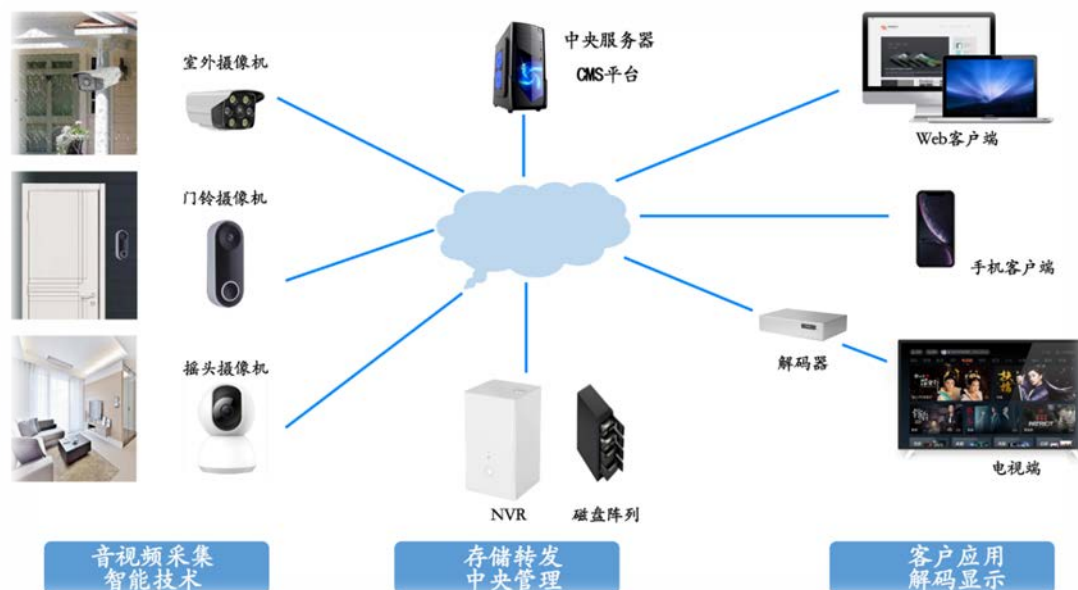 室外摄像机
中央服务器
CMS平台
Web客户端
门铃摄像机
手机客户端
解码器
摇头摄像机
PATRIOT
电视端
NVR
磁盘阵列
音视频采集
智能技术
存储转发
中央管理
客户应用
解码显示